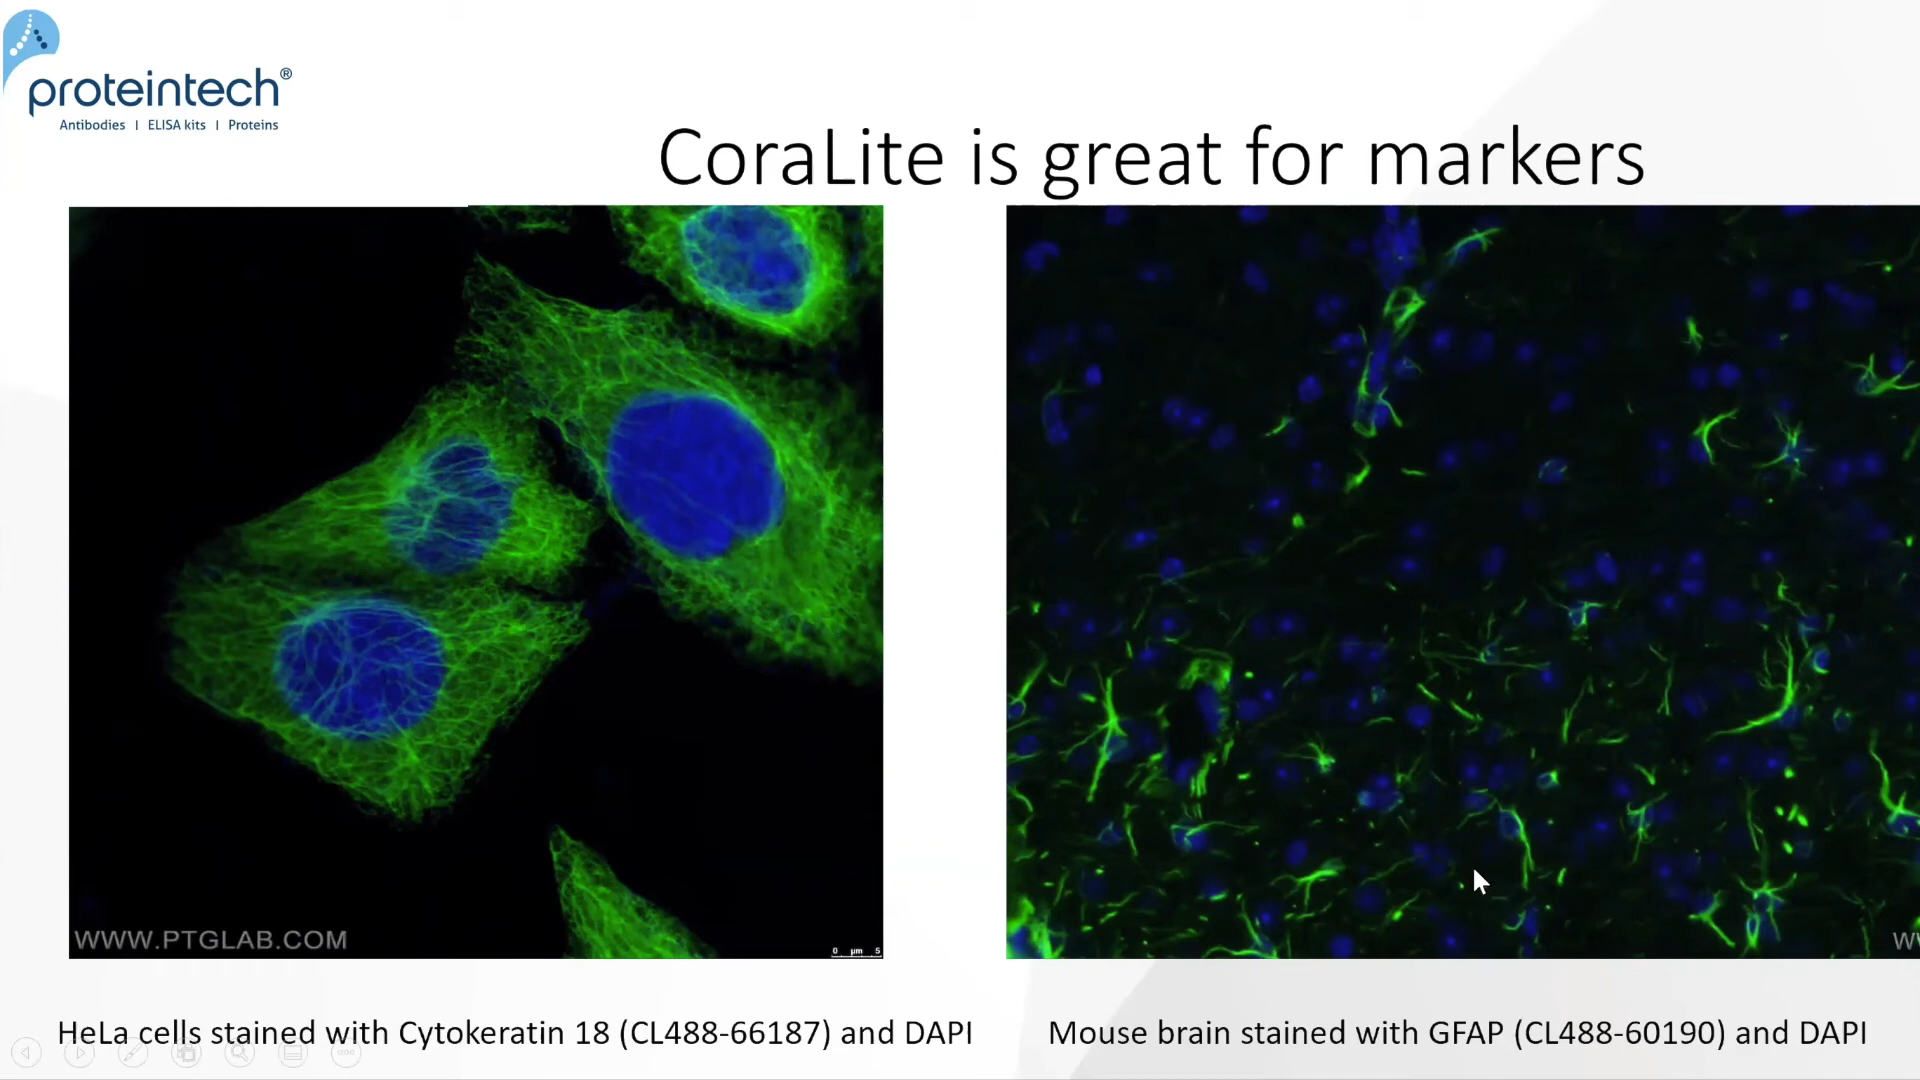 proteintech®
Antibodies | ELISA kits | Proteins
CoraLite is great for markers
WWW.PTGLAB.COM
0 µm 5
HeLa cells stained with Cytokeratin 18 (CL488-66187) and DAPI
Mouse brain stained with GFAP (CL488-60190) and DAPI